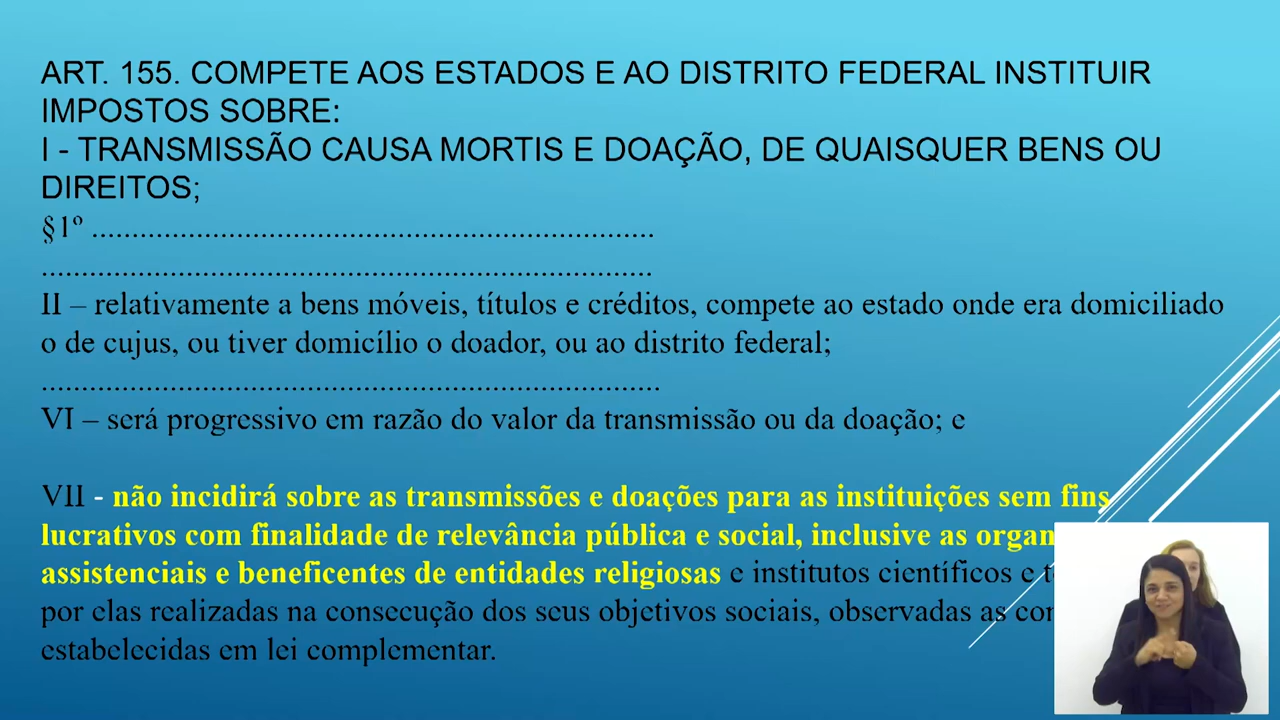 ART. 155. COMPETE AOS ESTADOS E AO DISTRITO FEDERAL INSTITUIR
IMPOSTOS SOBRE:
I - TRANSMISSÃO CAUSA MORTIS E DOAÇÃO, DE QUAISQUER BENS OU
DIREITOS;
§1º ......................................................................
............................................................................
II – relativamente a bens móveis, títulos e créditos, compete ao estado onde era domiciliado
o de cujus, ou tiver domicílio o doador, ou ao distrito federal;
.............................................................................
VI – será progressivo em razão do valor da transmissão ou da doação; e
VII - não incidirá sobre as transmissões e doações para as instituições sem fins
lucrativos com finalidade de relevância pública e social, inclusive as
assistenciais e beneficentes de entidades religiosas e institutos científicos e
por elas realizadas na consecução dos seus objetivos sociais, observadas as
estabelecidas em lei complementar.